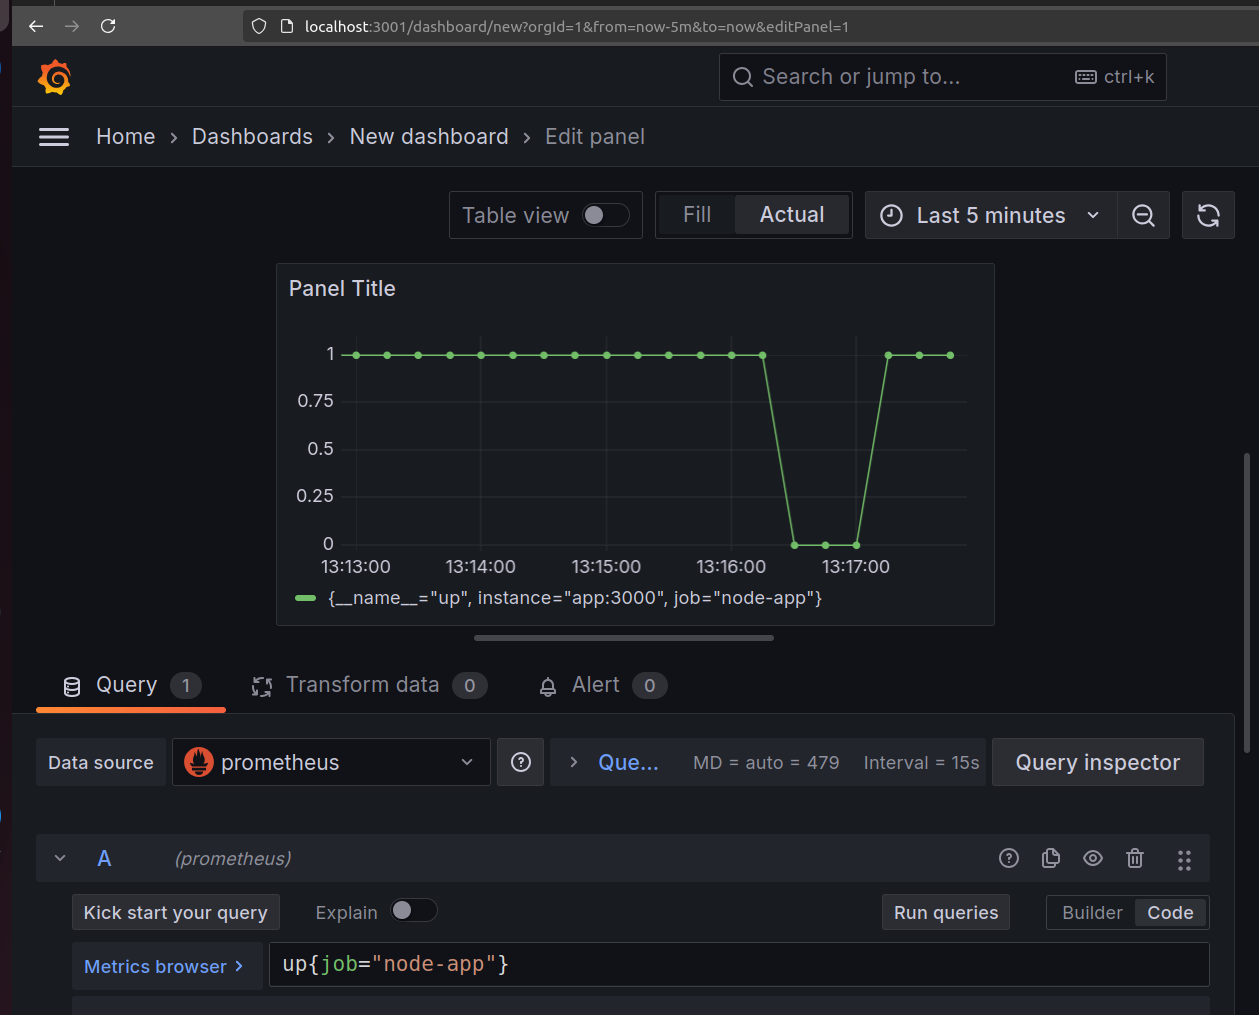 localhost:3001/dashboard/new?orgId=1&from=now-5m&to=now&editPanel=1
Search or jump to... ctrl+k
Home › Dashboards › New dashboard › Edit panel
Table view Fill Actual Last 5 minutes
Panel Title
1
0.75
0.5
0.25
0
13:13:00 13:14:00 13:15:00 13:16:00 13:17:00
{__name__="up", instance="app:3000", job="node-app"}
Query 1 Transform data 0 Alert 0
Data source prometheus Que... MD = auto = 479 Interval = 15s Query inspector
A (prometheus)
Kick start your query Explain Run queries Builder Code
Metrics browser > up{job="node-app"}